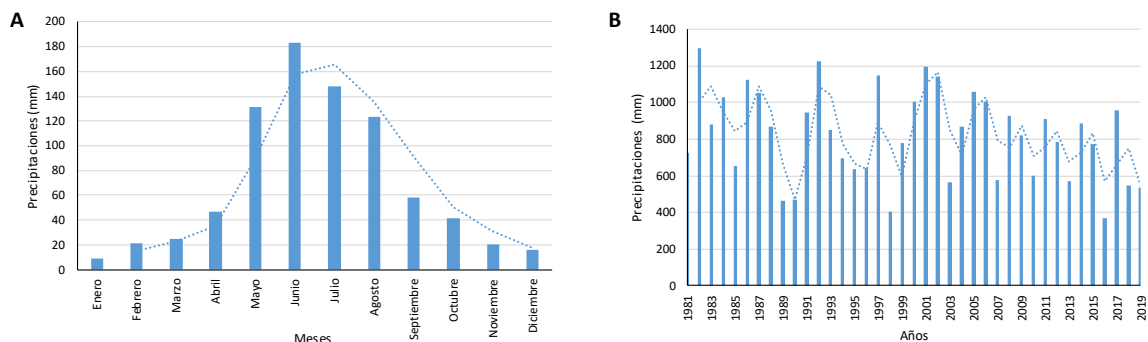 A
Precipitaciones (mm)
200
180
160
140
120
100
80
60
40
20
0
Enero
Febrero
Marzo
Abril
Mayo
Junio
Julio
Agosto
Septiembre
Octubre
Noviembre
Diciembre
Meses
B
Precipitaciones (mm)
1400
1200
1000
800
600
400
200
0
1981
1983
1985
1987
1989
1991
1993
1995
1997
1999
2001
2003
2005
2007
2009
2011
2013
2015
2017
2019
Años